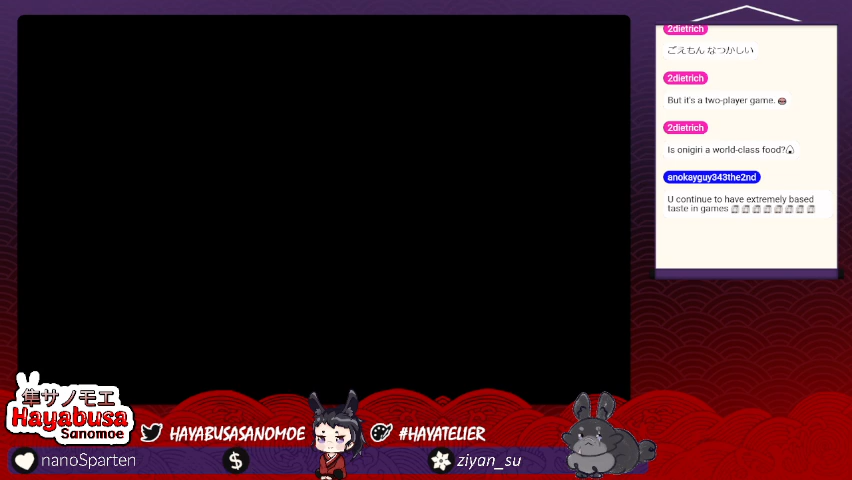 2dietrich
ごえもん なつかしい
2dietrich
But it's a two-player game.
2dietrich
Is onigiri a world-class food?🍙
anokayguy343the2nd
U continue to have extremely based
taste in games
隼サノモエ
Hayabusa
Sanomoe
HAYABUSASANOMOE
#HAYATELIER
nanoSparten
$
ziyan_su